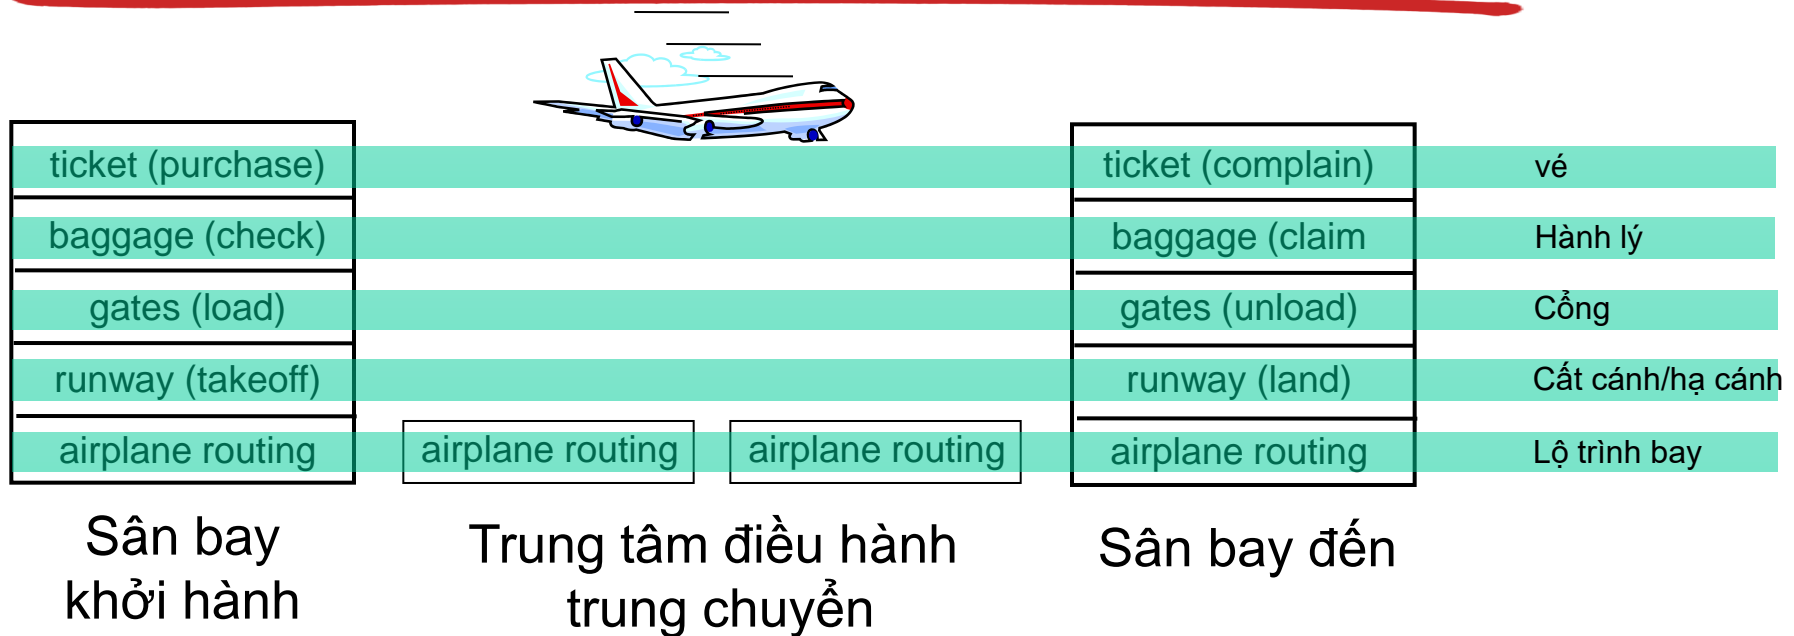 ticket (purchase)
ticket (complain)
vé
baggage (check)
baggage (claim
Hành lý
gates (load)
gates (unload)
Cổng
runway (takeoff)
runway (land)
Cất cánh/hạ cánh
airplane routing
airplane routing
airplane routing
airplane routing
Lộ trình bay
Sân bay
khởi hành
Trung tâm điều hành
trung chuyển
Sân bay đến